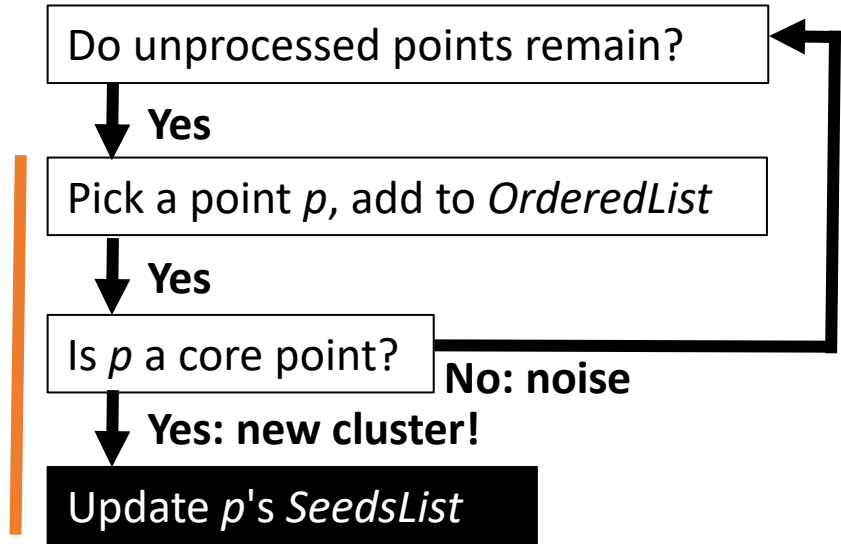 Do unprocessed points remain?
Yes
Pick a point p, add to OrderedList
Yes
Is p a core point?
No: noise
Yes: new cluster!
Update p's SeedsList